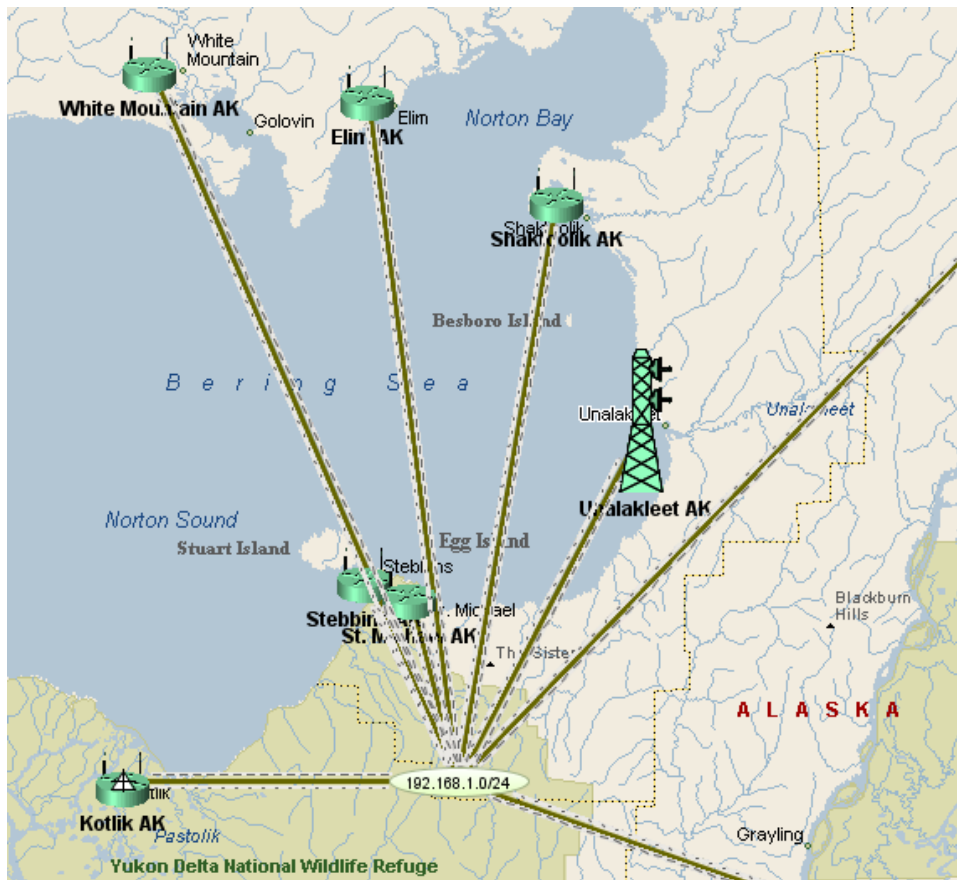 White
Mountain
White Mountain AK
Golovin
Elim
Elim AK
Norton Bay
Shaktoolik
Shaktoolik AK
Besboro Island
Bering Sea
Unalakleet
Unalakleet
Unalakleet AK
Norton Sound
Stuart Island
Egg Island
Stebbins
Michael
AK
Blackburn
Hills
ALASKA
192.168.1.0/24
Kotlik AK
Pastolik
Grayling
Yukon Delta National Wildlife Refuge